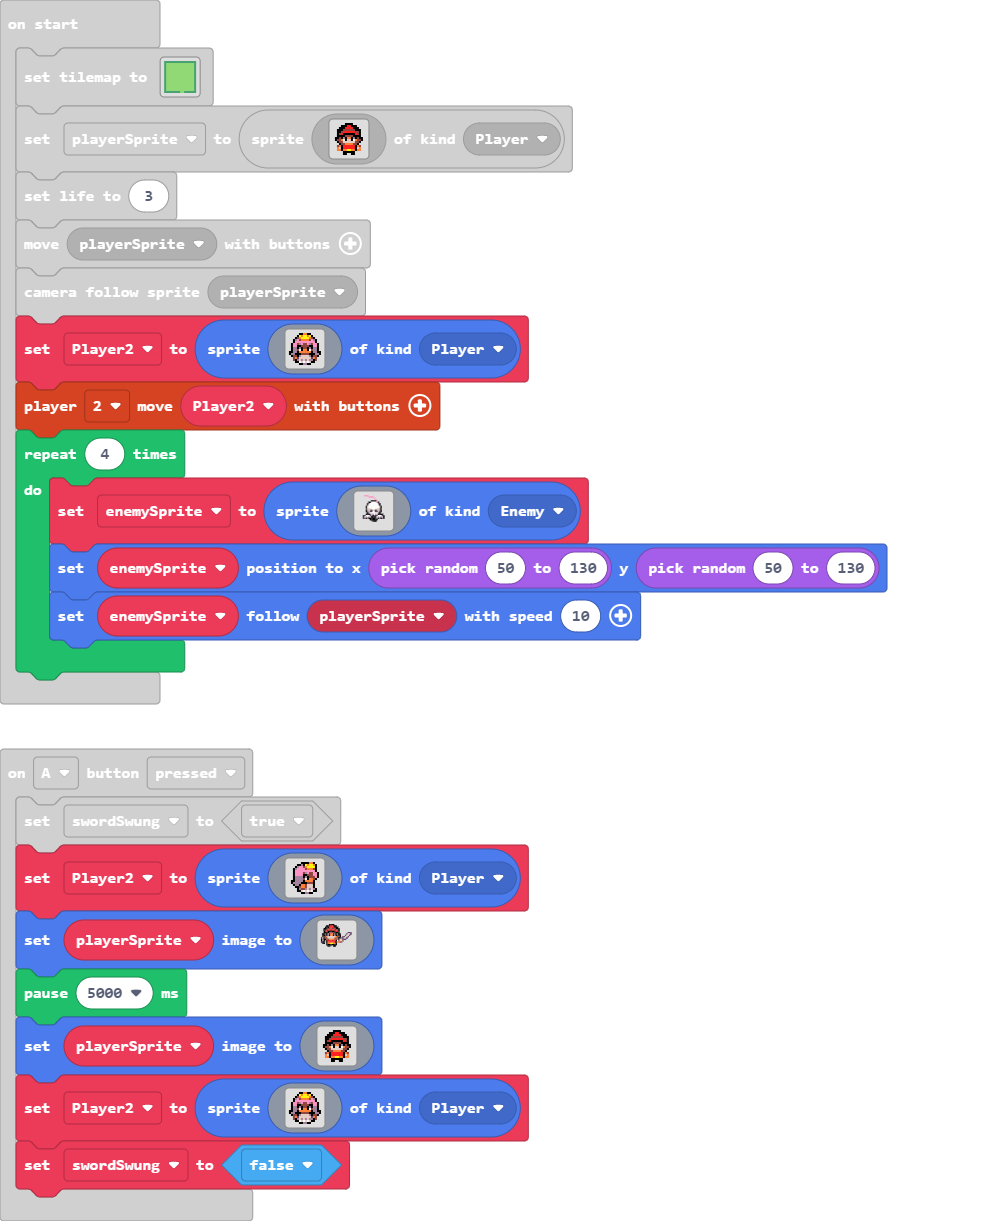 on start
set tilemap to
set playerSprite to sprite of kind Player
set life to 3
move playerSprite with buttons
camera follow sprite playerSprite
set Player2 to sprite of kind Player
player 2 move Player2 with buttons
repeat 4 times
do
set enemySprite to sprite of kind Enemy
set enemySprite position to x pick random 50 to 130 y pick random 50 to 130
set enemySprite follow playerSprite with speed 10
on A button pressed
set swordSwung to true
set Player2 to sprite of kind Player
set playerSprite image to
pause 5000 ms
set playerSprite image to
set Player2 to sprite of kind Player
set swordSwung to false